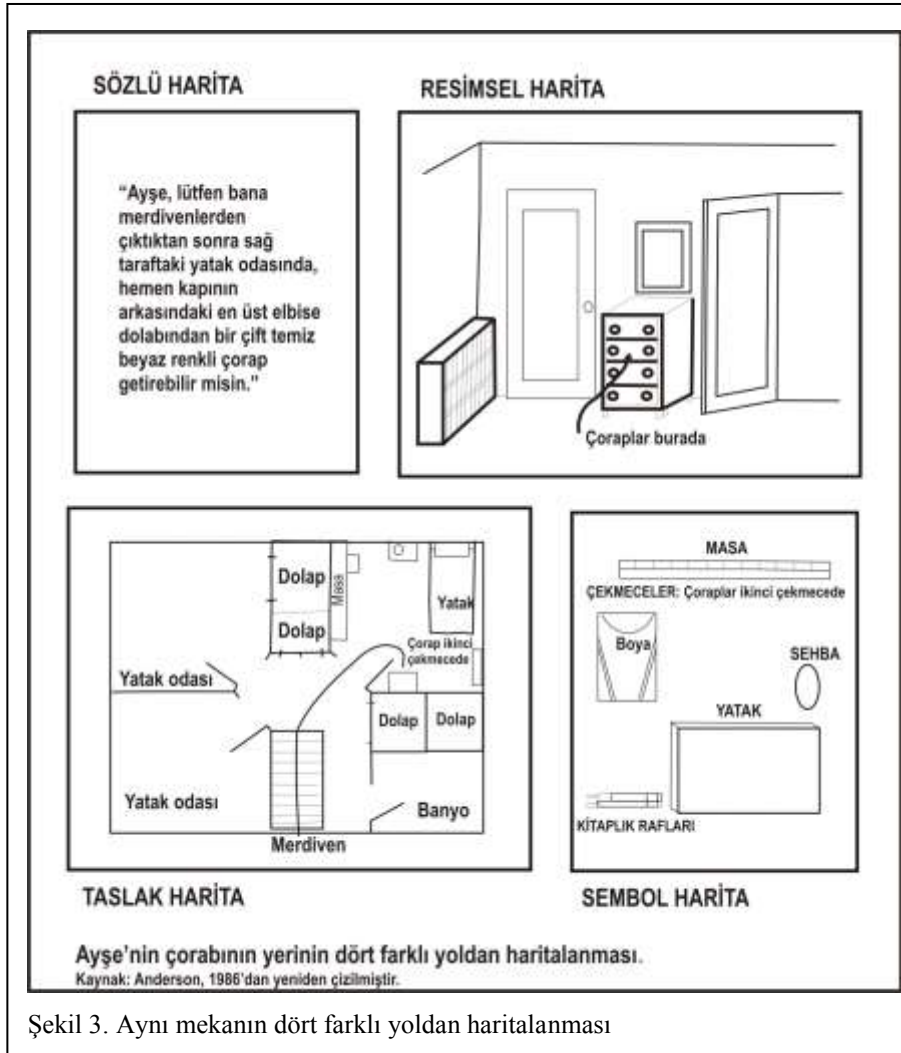 SÖZLÜ HARİTA
“Ayşe, lütfen bana
merdivenlerden
çıktıktan sonra sağ
taraftaki yatak odasında,
hemen kapının
arkasındaki en üst elbise
dolabından bir çift temiz
beyaz renkli çorap
getirebilir misin.”
RESİMSEL HARİTA
Çoraplar burada
Dolap
Dolap
Masa
Yatak
Çorap ikinci
çekmecede
Yatak odası
Dolap
Dolap
Yatak odası
Banyo
Merdiven
TASLAK HARİTA
MASA
ÇEKMECELER: Çoraplar ikinci çekmecede
Boya
SEHBA
YATAK
KİTAPLIK RAFLARI
SEMBOL HARİTA
Ayşe’nin çorabının yerinin dört farklı yoldan haritalanması.
Kaynak: Anderson, 1986’dan yeniden çizilmiştir.
Şekil 3. Aynı mekanın dört farklı yoldan haritalanması